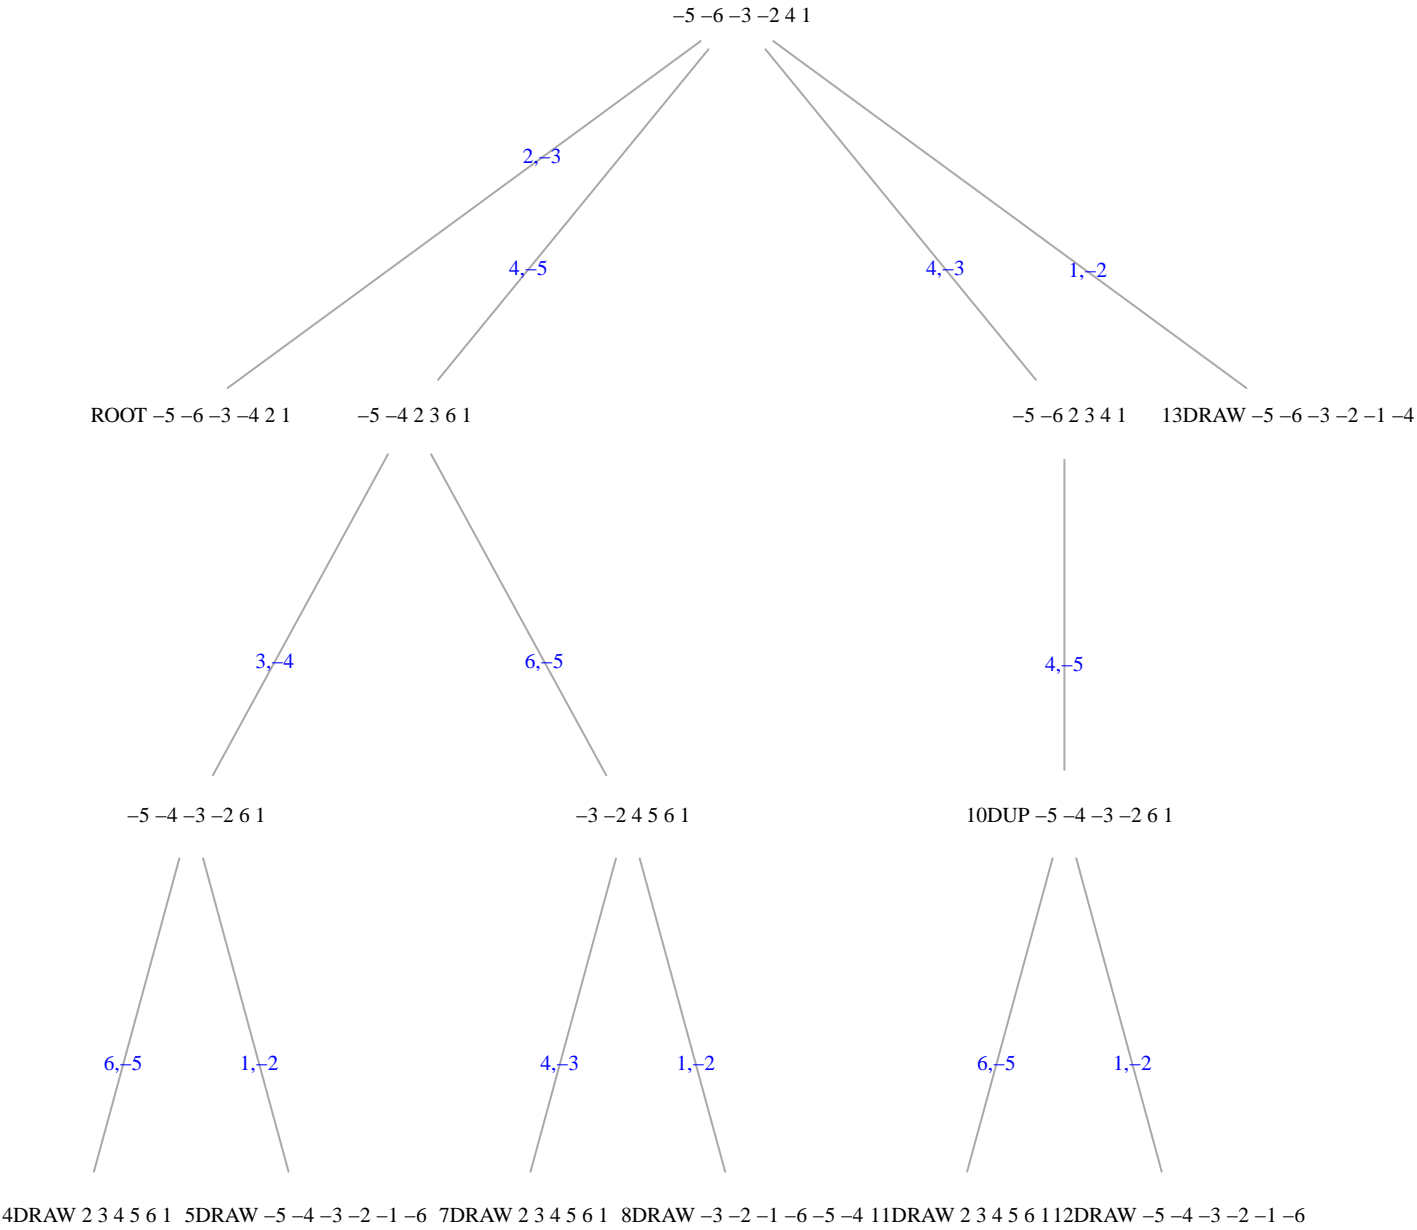 –5 –6 –3 –2 4 1
2,–3
4,–5
4,–3
1,–2
ROOT –5 –6 –3 –4 2 1
–5 –4 2 3 6 1
–5 –6 2 3 4 1
13DRAW –5 –6 –3 –2 –1 –4
3,–4
6,–5
4,–5
–5 –4 –3 –2 6 1
–3 –2 4 5 6 1
10DUP –5 –4 –3 –2 6 1
6,–5
1,–2
4,–3
1,–2
6,–5
1,–2
4DRAW 2 3 4 5 6 1
5DRAW –5 –4 –3 –2 –1 –6
7DRAW 2 3 4 5 6 1
8DRAW –3 –2 –1 –6 –5 –4
11DRAW 2 3 4 5 6 1
12DRAW –5 –4 –3 –2 –1 –6